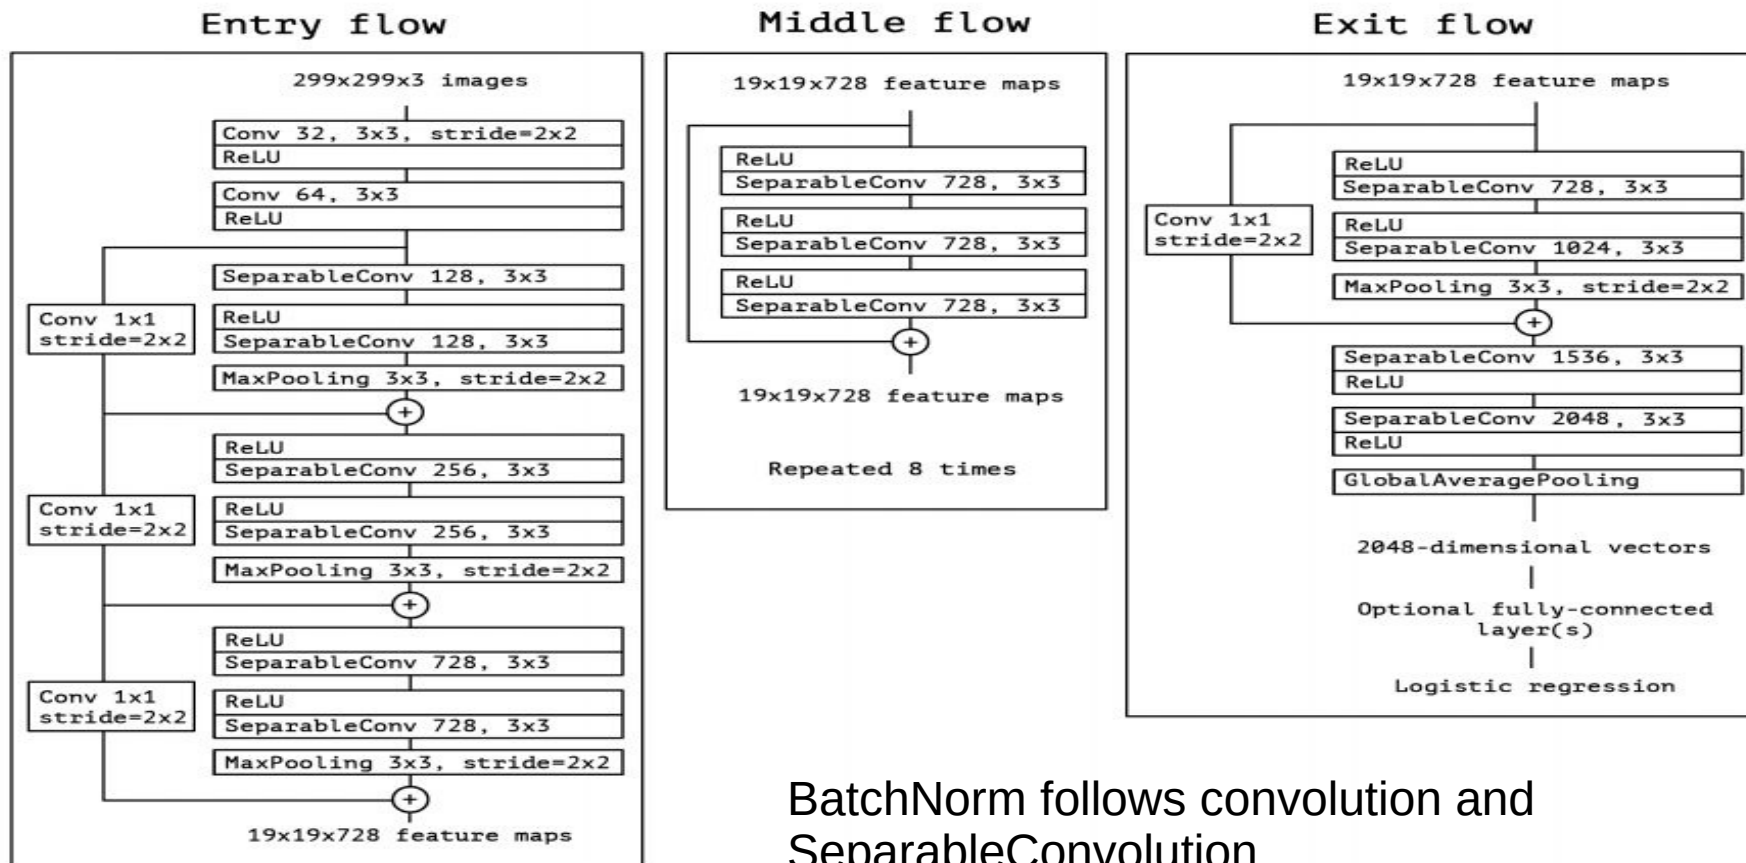 Entry flow
299x299x3 images
Conv 32, 3x3, stride=2x2
ReLU
Conv 64, 3x3
ReLU
SeparableConv 128, 3x3
Conv 1x1
stride=2x2
ReLU
SeparableConv 128, 3x3
MaxPooling 3x3, stride=2x2
+
ReLU
SeparableConv 256, 3x3
Conv 1x1
stride=2x2
ReLU
SeparableConv 256, 3x3
MaxPooling 3x3, stride=2x2
+
ReLU
SeparableConv 728, 3x3
Conv 1x1
stride=2x2
ReLU
SeparableConv 728, 3x3
MaxPooling 3x3, stride=2x2
+
19x19x728 feature maps
Middle flow
19x19x728 feature maps
ReLU
SeparableConv 728, 3x3
ReLU
SeparableConv 728, 3x3
ReLU
SeparableConv 728, 3x3
+
19x19x728 feature maps
Repeated 8 times
Exit flow
19x19x728 feature maps
ReLU
SeparableConv 728, 3x3
Conv 1x1
stride=2x2
ReLU
SeparableConv 1024, 3x3
MaxPooling 3x3, stride=2x2
+
SeparableConv 1536, 3x3
ReLU
SeparableConv 2048, 3x3
ReLU
GlobalAveragePooling
2048-dimensional vectors
Optional fully-connected
layer(s)
Logistic regression
BatchNorm follows convolution and
SeparableConvolution